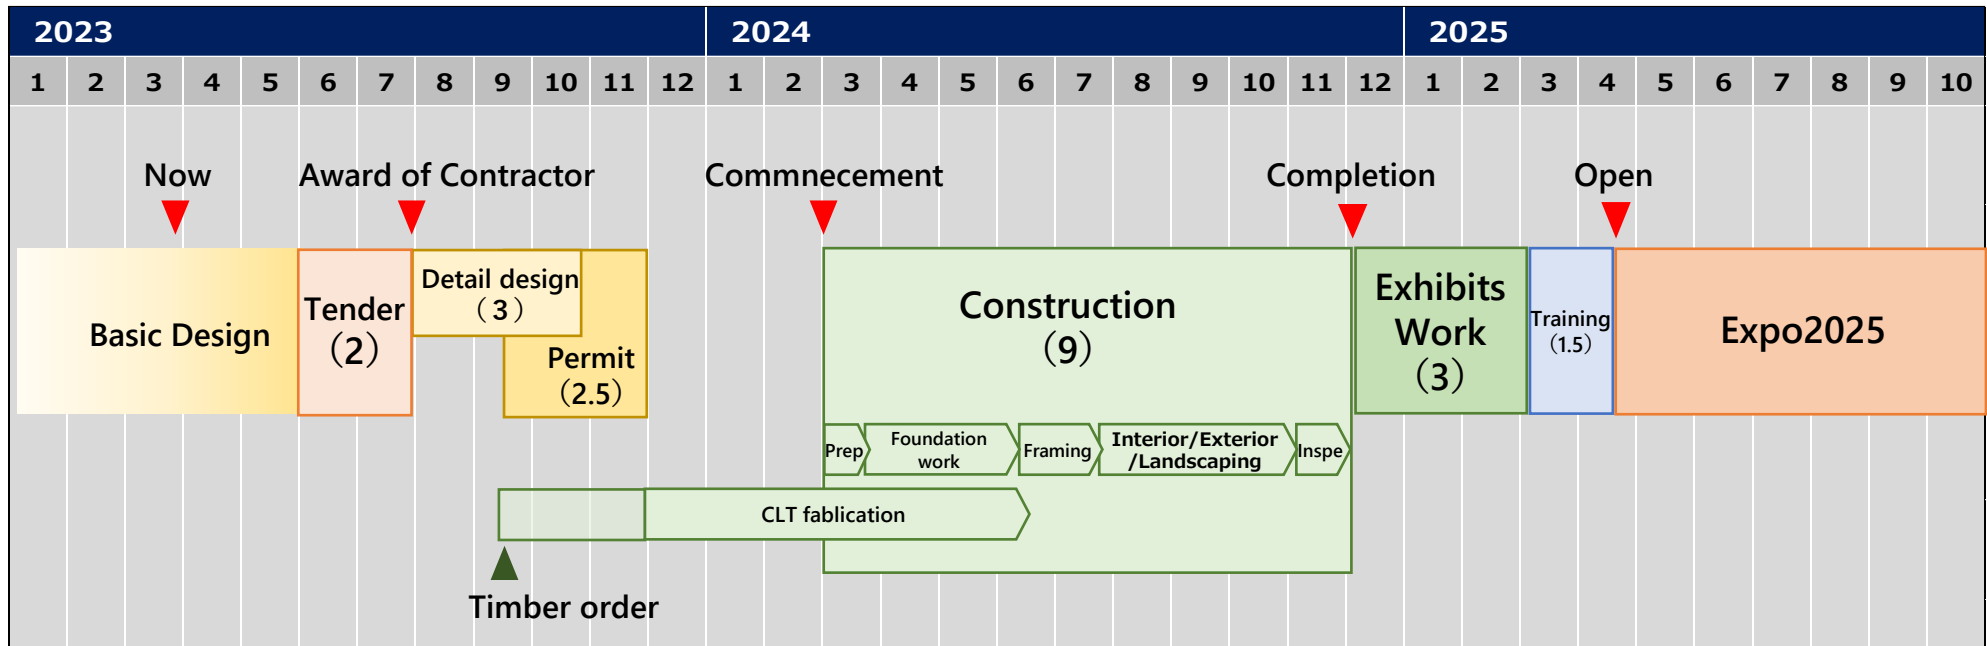 2023 2024 2025
1 2 3 4 5 6 7 8 9 10 11 12 1 2 3 4 5 6 7 8 9 10 11 12 1 2 3 4 5 6 7 8 9 10
Now Award of Contractor Commnecement Completion Open
Basic Design
Tender
（2）
Detail design
（3）
Permit
（2.5）
Construction
（9）
Exhibits
Work
（3）
Training
（1.5）
Expo2025
Prep
Foundation
work
Framing
Interior/Exterior
/Landscaping
Inspe
CLT fablication
Timber order